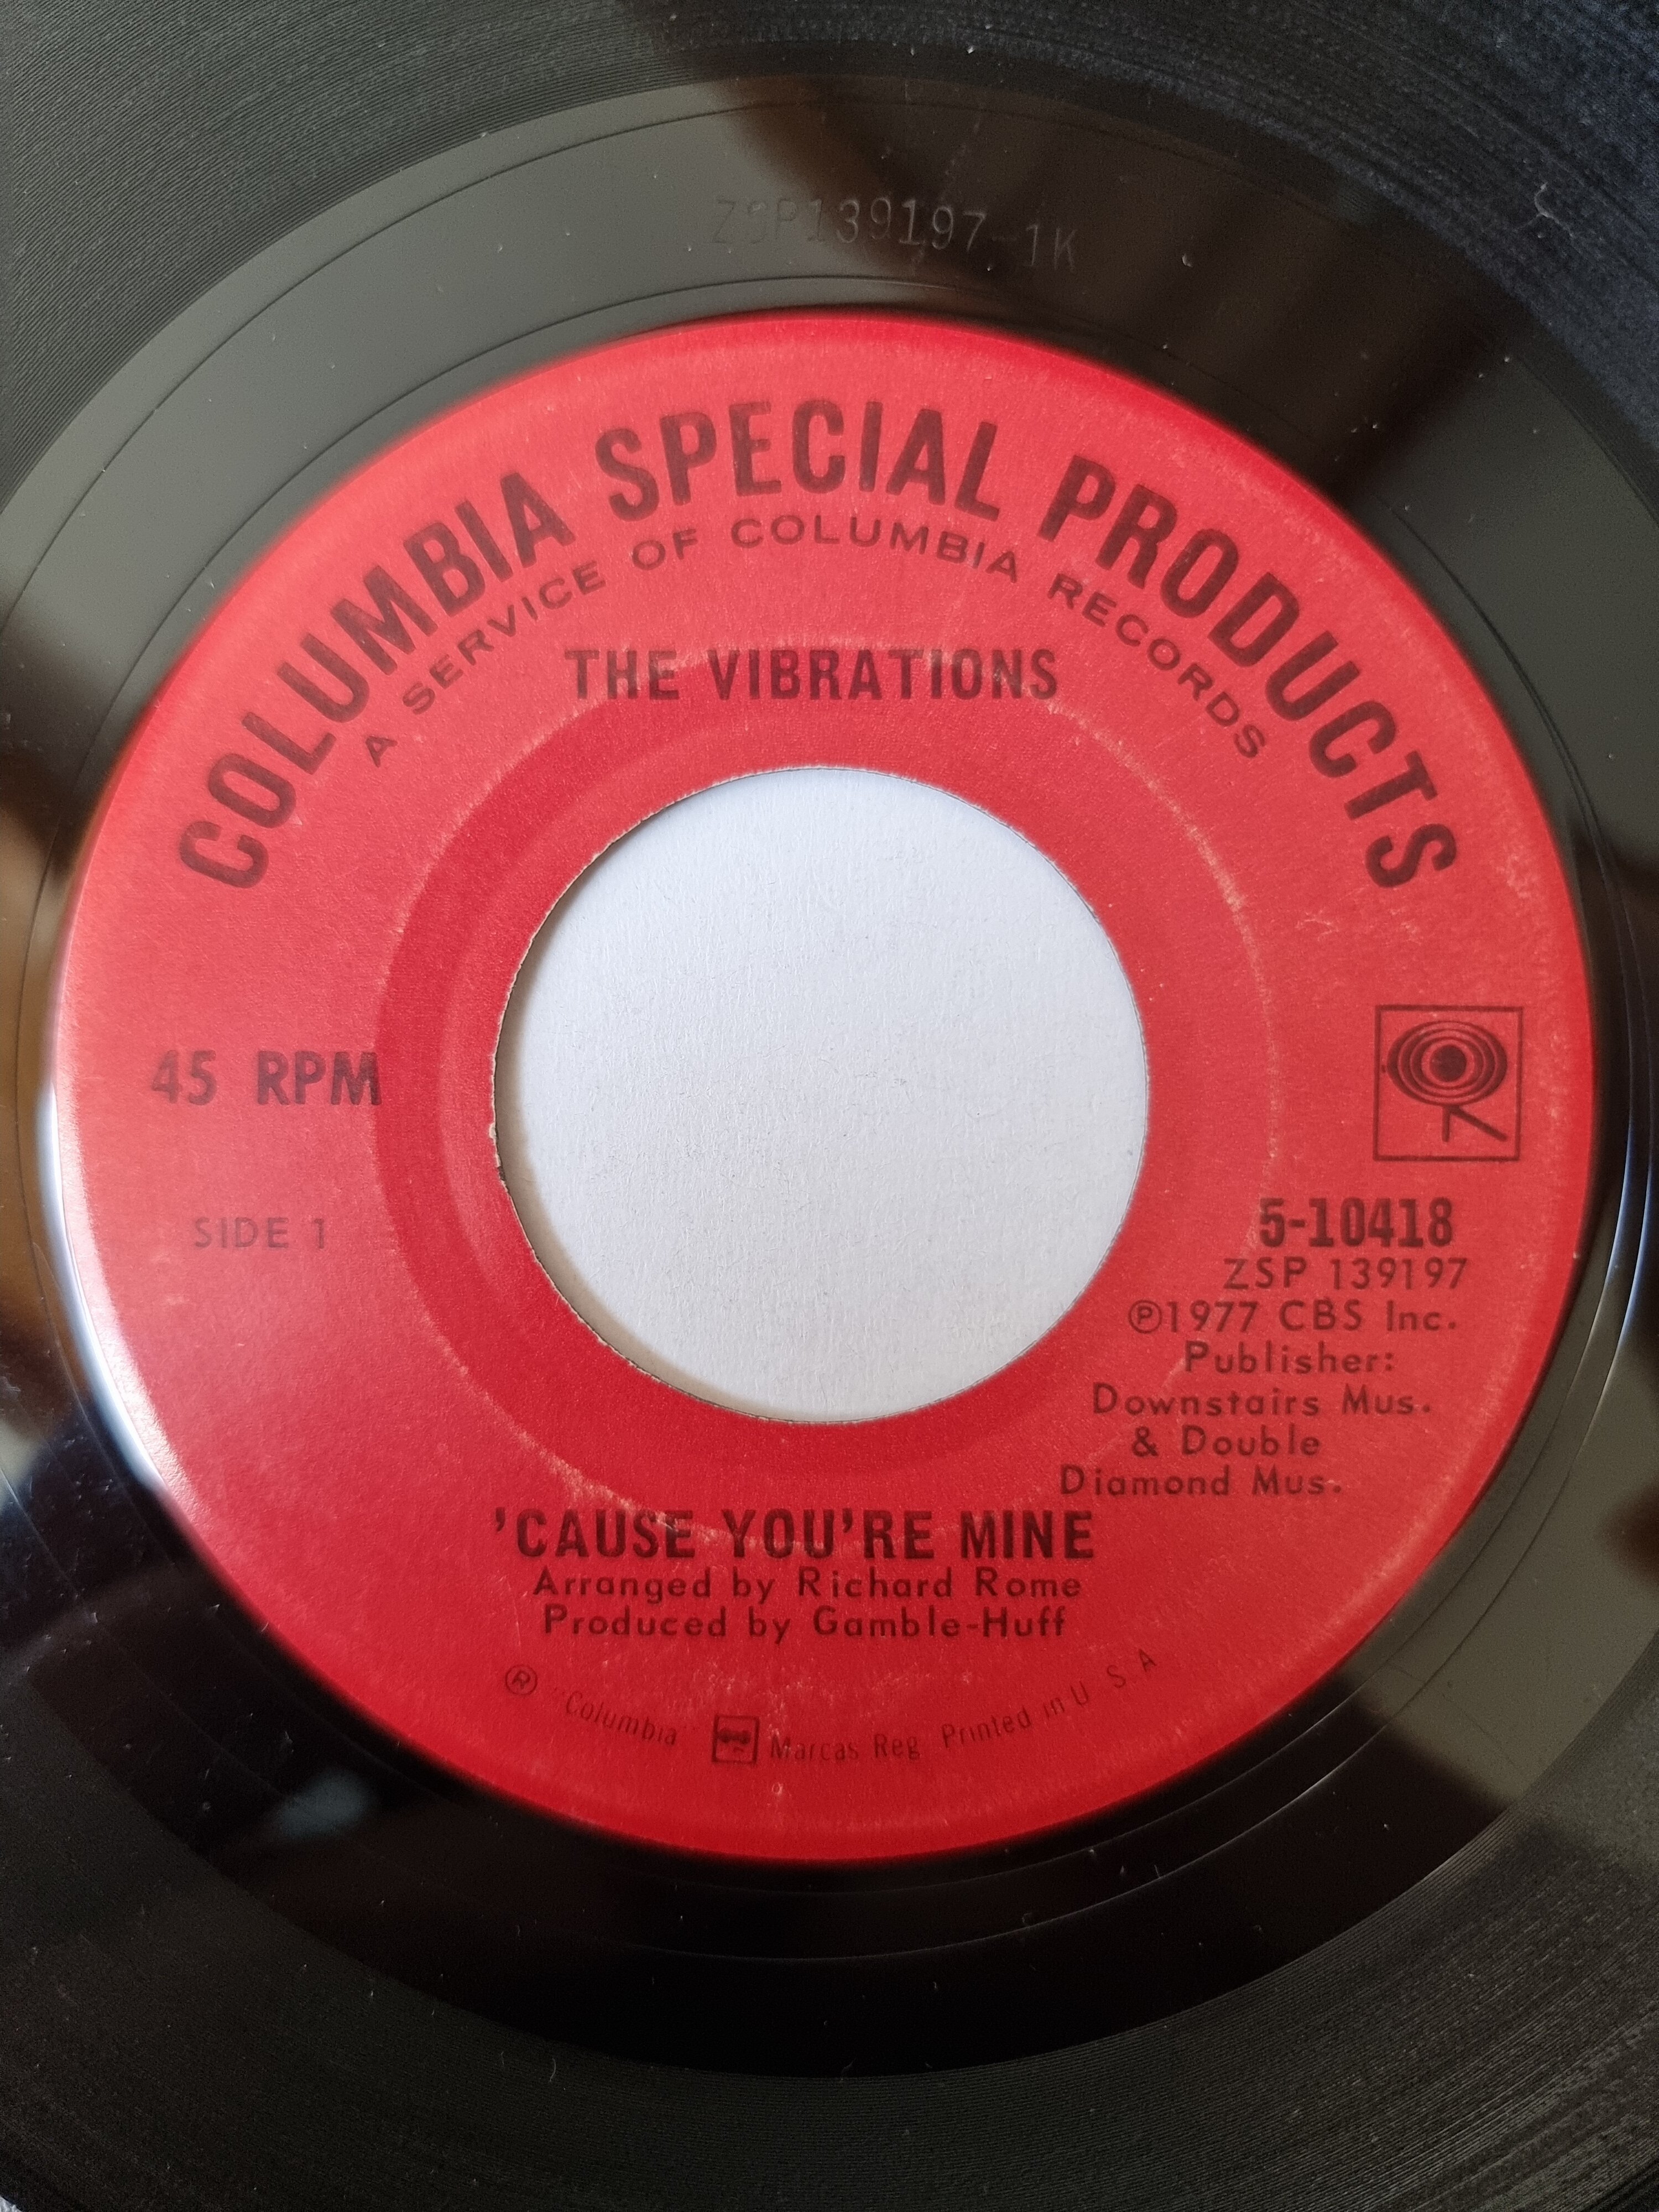 ZSP139197-1K
COLUMBIA SPECIAL PRODUCTS
A SERVICE OF COLUMBIA RECORDS
THE VIBRATIONS
45 RPM
SIDE 1
5-10418
ZSP 139197
Ⓟ1977 CBS Inc.
Publisher:
Downstairs Mus.
& Double
Diamond Mus.
'CAUSE YOU'RE MINE
Arranged by Richard Rome
Produced by Gamble-Huff
® "Columbia" Marcas Reg Printed in U S A